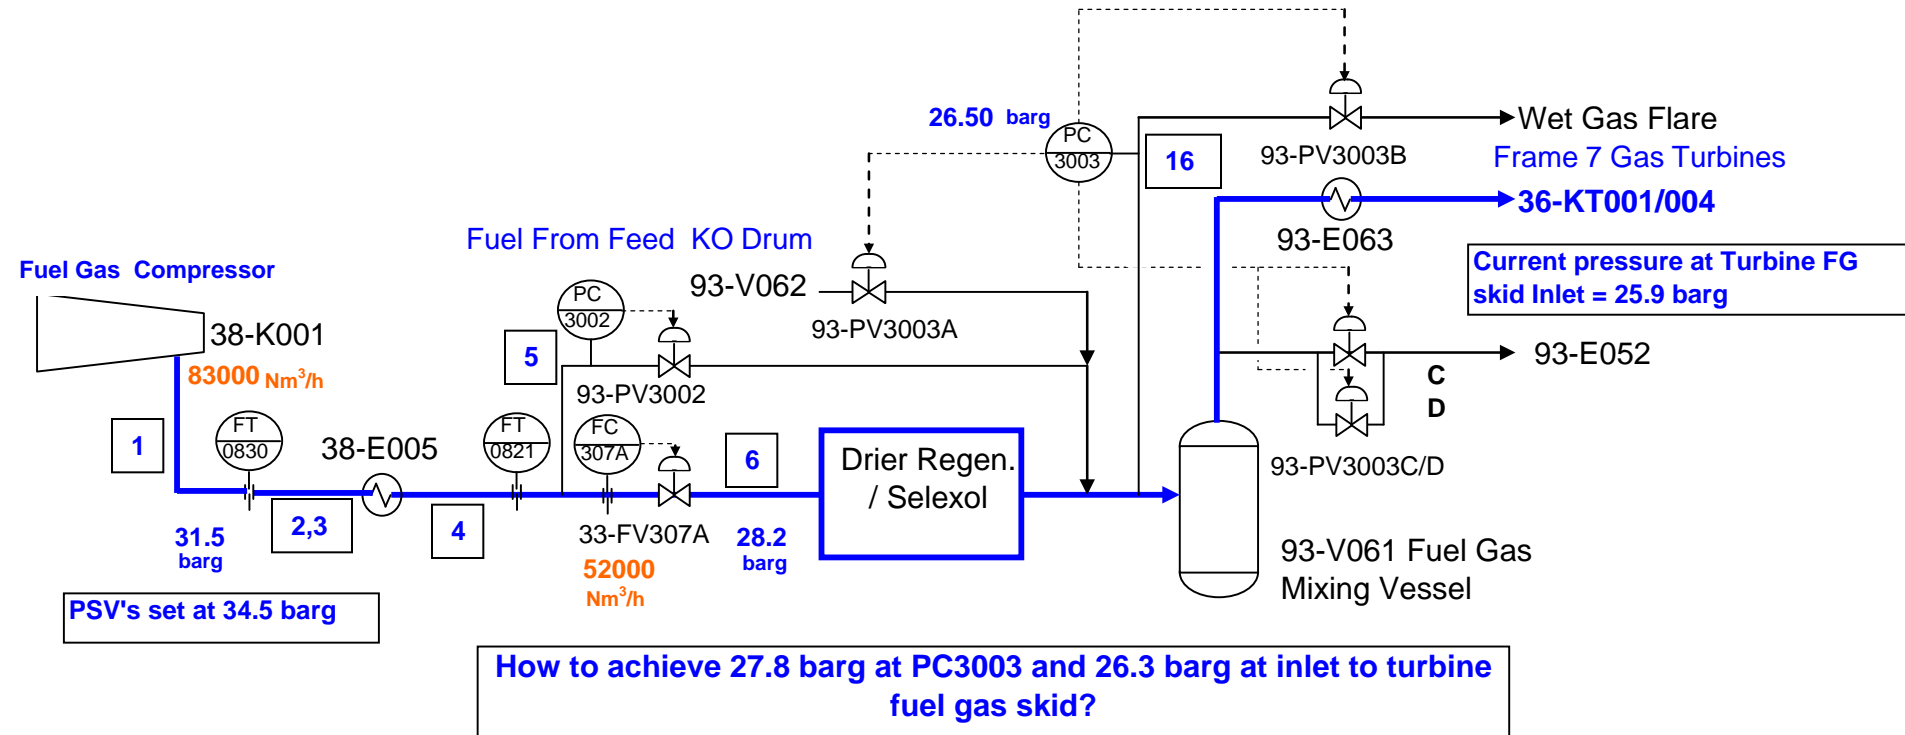 PC
3003
26.50 barg
16
93-PV3003B
Wet Gas Flare
Frame 7 Gas Turbines
36-KT001/004
93-E063
Fuel From Feed KO Drum
93-V062
93-PV3003A
Current pressure at Turbine FG
skid Inlet = 25.9 barg
Fuel Gas Compressor
38-K001
83000 Nm³/h
PC
3002
5
93-PV3002
93-E052
C
D
93-PV3003C/D
1
FT
0830
38-E005
FT
0821
FC
307A
6
Drier Regen.
/ Selexol
31.5
barg
2,3
4
33-FV307A
52000
Nm³/h
28.2
barg
93-V061 Fuel Gas
Mixing Vessel
PSV's set at 34.5 barg
How to achieve 27.8 barg at PC3003 and 26.3 barg at inlet to turbine
fuel gas skid?